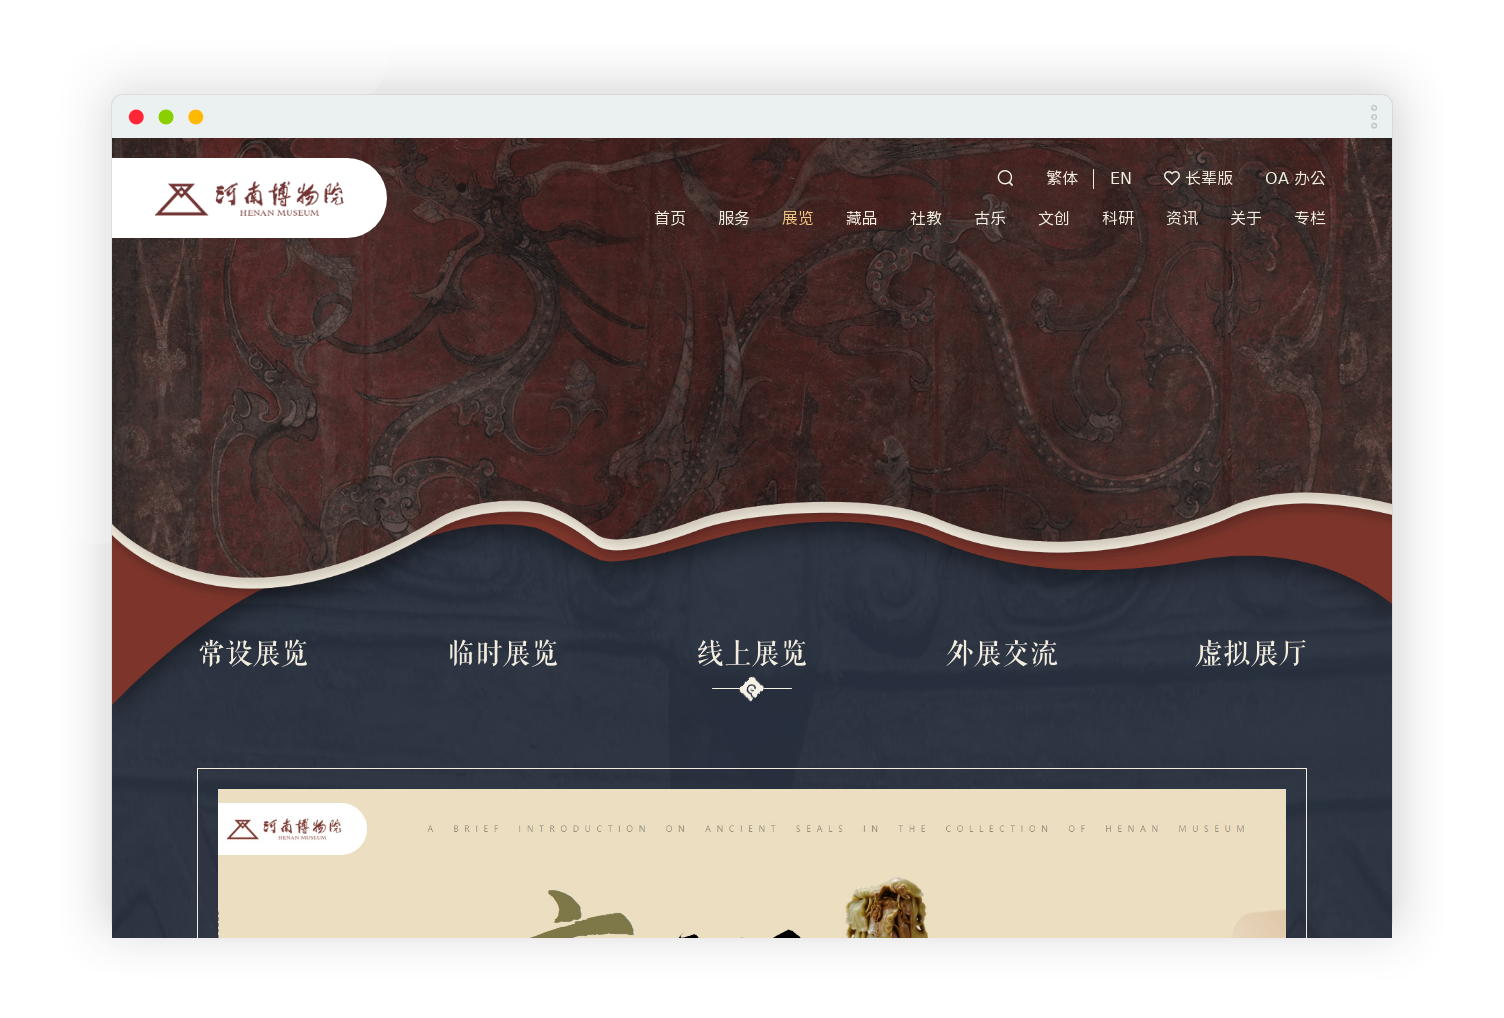 河南博物院
HENAN MUSEUM
繁体 EN 长辈版 OA 办公
首页 服务 展览 藏品 社教 古乐 文创 科研 资讯 关于 专栏
常设展览 临时展览 线上展览 外展交流 虚拟展厅
河南博物院
HENAN MUSEUM
A BRIEF INTRODUCTION ON ANCIENT SEALS IN THE COLLECTION OF HENAN MUSEUM